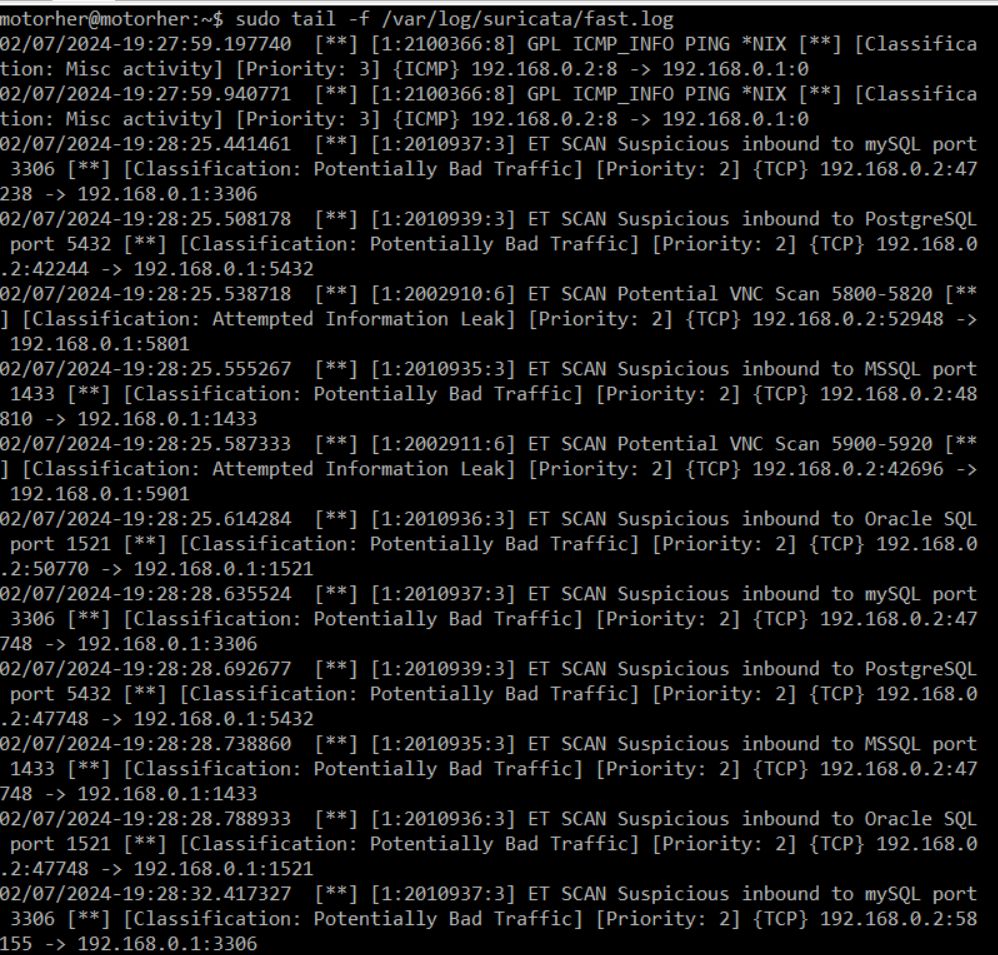 motorher@motorher:~$ sudo tail -f /var/log/suricata/fast.log
02/07/2024-19:27:59.197740  [**] [1:2100366:8] GPL ICMP_INFO PING *NIX [**] [Classifica
tion: Misc activity] [Priority: 3] {ICMP} 192.168.0.2:8 -> 192.168.0.1:0
02/07/2024-19:27:59.940771  [**] [1:2100366:8] GPL ICMP_INFO PING *NIX [**] [Classifica
tion: Misc activity] [Priority: 3] {ICMP} 192.168.0.2:8 -> 192.168.0.1:0
02/07/2024-19:28:25.441461  [**] [1:2010937:3] ET SCAN Suspicious inbound to mySQL port
 3306 [**] [Classification: Potentially Bad Traffic] [Priority: 2] {TCP} 192.168.0.2:47
238 -> 192.168.0.1:3306
02/07/2024-19:28:25.508178  [**] [1:2010939:3] ET SCAN Suspicious inbound to PostgreSQL
 port 5432 [**] [Classification: Potentially Bad Traffic] [Priority: 2] {TCP} 192.168.0
.2:42244 -> 192.168.0.1:5432
02/07/2024-19:28:25.538718  [**] [1:2002910:6] ET SCAN Potential VNC Scan 5800-5820 [**
] [Classification: Attempted Information Leak] [Priority: 2] {TCP} 192.168.0.2:52948 ->
 192.168.0.1:5801
02/07/2024-19:28:25.555267  [**] [1:2010935:3] ET SCAN Suspicious inbound to MSSQL port
 1433 [**] [Classification: Potentially Bad Traffic] [Priority: 2] {TCP} 192.168.0.2:48
810 -> 192.168.0.1:1433
02/07/2024-19:28:25.587333  [**] [1:2002911:6] ET SCAN Potential VNC Scan 5900-5920 [**
] [Classification: Attempted Information Leak] [Priority: 2] {TCP} 192.168.0.2:42696 ->
 192.168.0.1:5901
02/07/2024-19:28:25.614284  [**] [1:2010936:3] ET SCAN Suspicious inbound to Oracle SQL
 port 1521 [**] [Classification: Potentially Bad Traffic] [Priority: 2] {TCP} 192.168.0
.2:50770 -> 192.168.0.1:1521
02/07/2024-19:28:28.635524  [**] [1:2010937:3] ET SCAN Suspicious inbound to mySQL port
 3306 [**] [Classification: Potentially Bad Traffic] [Priority: 2] {TCP} 192.168.0.2:47
748 -> 192.168.0.1:3306
02/07/2024-19:28:28.692677  [**] [1:2010939:3] ET SCAN Suspicious inbound to PostgreSQL
 port 5432 [**] [Classification: Potentially Bad Traffic] [Priority: 2] {TCP} 192.168.0
.2:47748 -> 192.168.0.1:5432
02/07/2024-19:28:28.738860  [**] [1:2010935:3] ET SCAN Suspicious inbound to MSSQL port
 1433 [**] [Classification: Potentially Bad Traffic] [Priority: 2] {TCP} 192.168.0.2:47
748 -> 192.168.0.1:1433
02/07/2024-19:28:28.788933  [**] [1:2010936:3] ET SCAN Suspicious inbound to Oracle SQL
 port 1521 [**] [Classification: Potentially Bad Traffic] [Priority: 2] {TCP} 192.168.0
.2:47748 -> 192.168.0.1:1521
02/07/2024-19:28:32.417327  [**] [1:2010937:3] ET SCAN Suspicious inbound to mySQL port
 3306 [**] [Classification: Potentially Bad Traffic] [Priority: 2] {TCP} 192.168.0.2:58
155 -> 192.168.0.1:3306